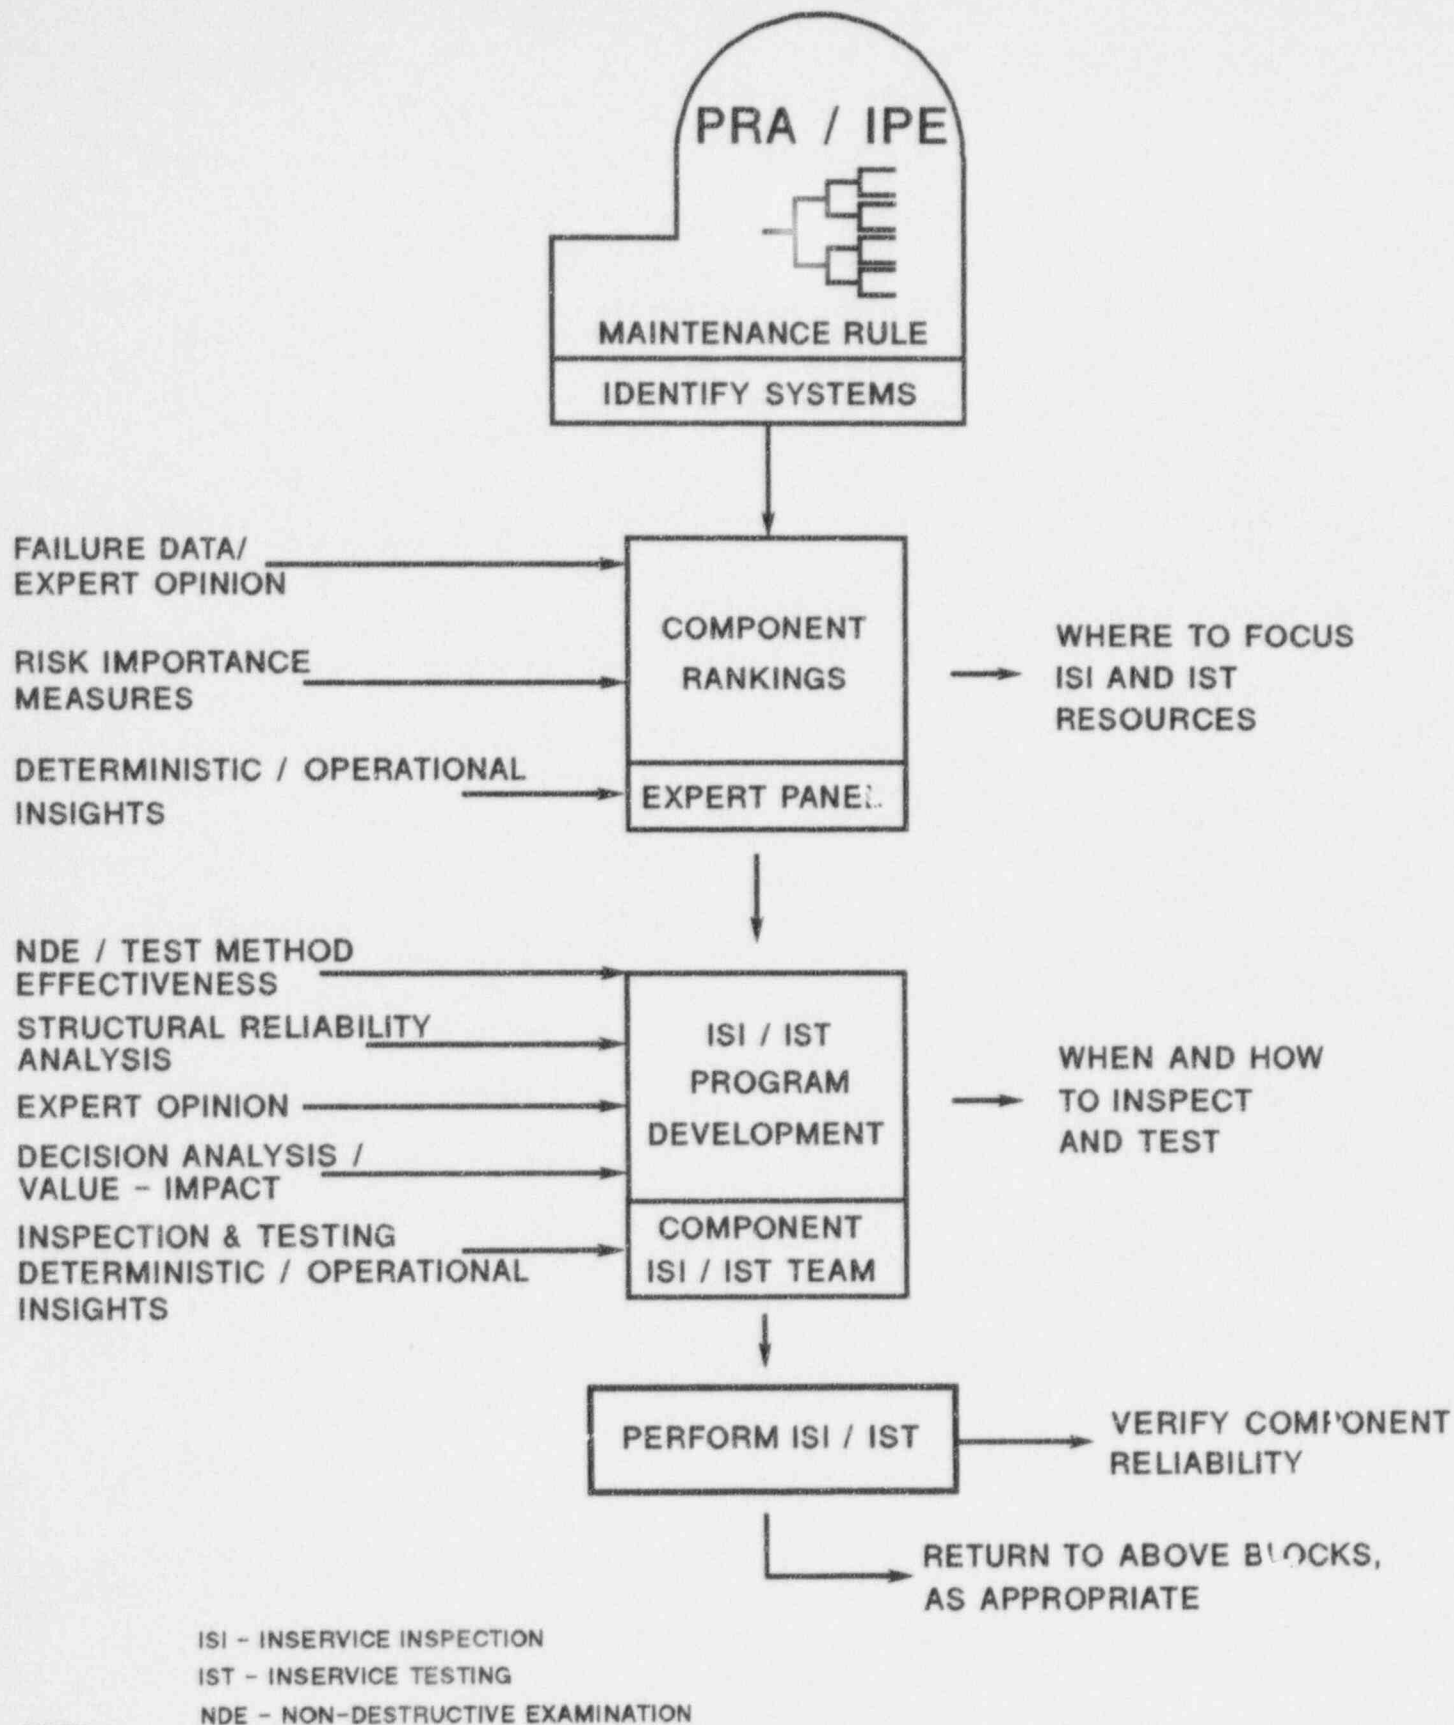 PRA / IPE
MAINTENANCE RULE
IDENTIFY SYSTEMS
FAILURE DATA/
EXPERT OPINION
RISK IMPORTANCE
MEASURES
DETERMINISTIC / OPERATIONAL
INSIGHTS
COMPONENT
RANKINGS
EXPERT PANEL
WHERE TO FOCUS
ISI AND IST
RESOURCES
NDE / TEST METHOD
EFFECTIVENESS
STRUCTURAL RELIABILITY
ANALYSIS
EXPERT OPINION
DECISION ANALYSIS /
VALUE - IMPACT
INSPECTION & TESTING
DETERMINISTIC / OPERATIONAL
INSIGHTS
ISI / IST
PROGRAM
DEVELOPMENT
COMPONENT
ISI / IST TEAM
WHEN AND HOW
TO INSPECT
AND TEST
PERFORM ISI / IST
VERIFY COMPONENT
RELIABILITY
RETURN TO ABOVE BLOCKS,
AS APPROPRIATE
ISI - INSERVICE INSPECTION
IST - INSERVICE TESTING
NDE - NON-DESTRUCTIVE EXAMINATION